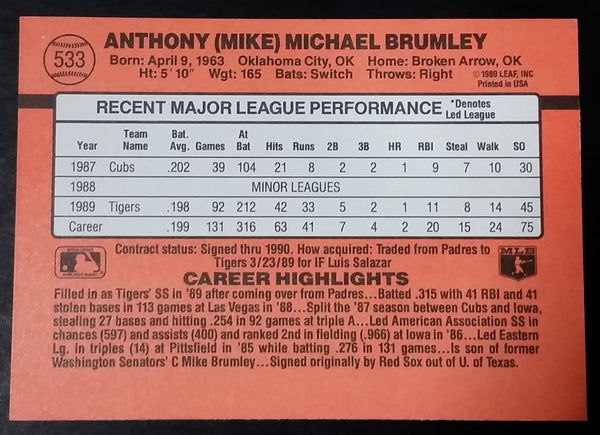 533
ANTHONY (MIKE) MICHAEL BRUMLEY
Born: April 9, 1963 Oklahoma City, OK Home: Broken Arrow, OK
Ht: 5' 10" Wgt: 165 Bats: Switch Throws: Right
©1989 LEAF, INC
Printed in USA
RECENT MAJOR LEAGUE PERFORMANCE *Denotes Led League
Year Team Name Bat. Avg. Games At Bat Hits Runs 2B 3B HR RBI Steal Walk SO
1987 Cubs .202 39 104 21 8 2 2 1 9 7 10 30
1988 MINOR LEAGUES
1989 Tigers .198 92 212 42 33 5 2 1 11 8 14 45
Career .199 131 316 63 41 7 4 2 20 15 24 75
Contract status: Signed thru 1990. How acquired: Traded from Padres to
Tigers 3/23/89 for IF Luis Salazar
MLB
CAREER HIGHLIGHTS
Filled in as Tigers' SS in '89 after coming over from Padres...Batted .315 with 41 RBI and 41
stolen bases in 113 games at Las Vegas in '88...Split the '87 season between Cubs and Iowa,
stealing 27 bases and hitting .254 in 92 games at triple A...Led American Association SS in
chances (597) and assists (400) and ranked 2nd in fielding (.966) at Iowa in '86...Led Eastern
Lg. in triples (14) at Pittsfield in '85 while batting .276 in 131 games...Is son of former
Washington Senators' C Mike Brumley...Signed originally by Red Sox out of U. of Texas.